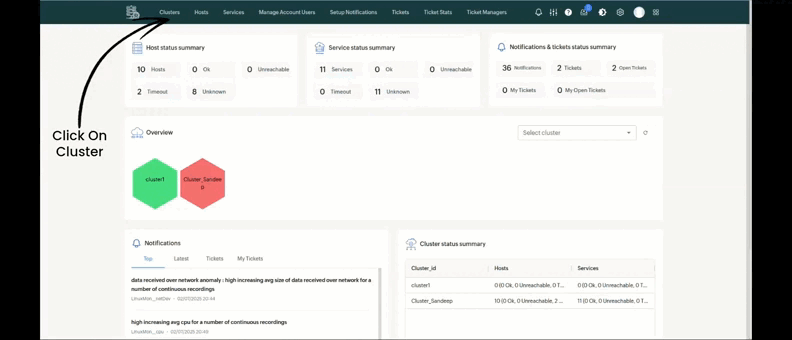 Clusters Hosts Services Manage Account Users Setup Notifications Tickets Ticket Stats Ticket Managers
Click On
Cluster
Host status summary
10 Hosts 0 Ok 0 Unreachable
2 Timeout 8 Unknown
Service status summary
11 Services 0 Ok 0 Unreachable
0 Timeout 11 Unknown
Notifications & tickets status summary
36 Notifications 2 Tickets 2 Open Tickets
0 My Tickets 0 My Open Tickets
Overview
Select cluster
cluster1
Cluster_Sandee
Notifications
Top Latest Tickets My Tickets
data received over network anomaly : high increasing avg size of data received over network for a
number of continuous recordings
02/07/2025 20:49
high increasing avg cpu for a number of continuous recordings
02/07/2025 20:49
Cluster status summary
Cluster_id Hosts Services
cluster1 0 (0 Ok, 0 Unreachable, 0 T... 0 (0 Ok, 0 Unreachable, 0 T...
Cluster_Sandeep 10 (0 Ok, 0 Unreachable, 2 ... 11 (0 Ok, 0 Unreachable, 0 T...